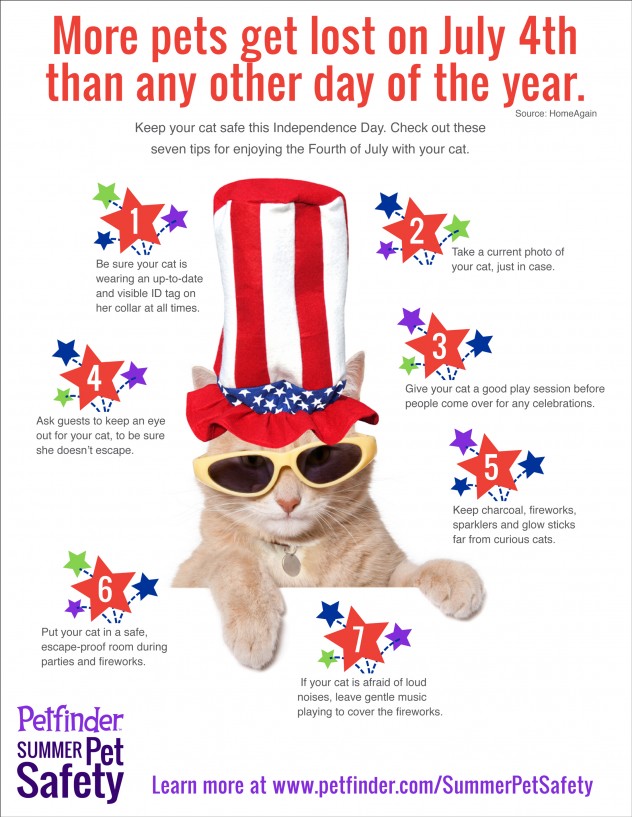 More pets get lost on July 4th
than any other day of the year.
Source: HomeAgain
Keep your cat safe this Independence Day. Check out these
seven tips for enjoying the Fourth of July with your cat.
1
Be sure your cat is
wearing an up-to-date
and visible ID tag on
her collar at all times.
2
Take a current photo of
your cat, just in case.
3
Give your cat a good play session before
people come over for any celebrations.
4
Ask guests to keep an eye
out for your cat, to be sure
she doesn't escape.
5
Keep charcoal, fireworks,
sparklers and glow sticks
far from curious cats.
6
Put your cat in a safe,
escape-proof room during
parties and fireworks.
7
If your cat is afraid of loud
noises, leave gentle music
playing to cover the fireworks.
Petfinder
SUMMER Pet
Safety
Learn more at www.petfinder.com/SummerPetSafety